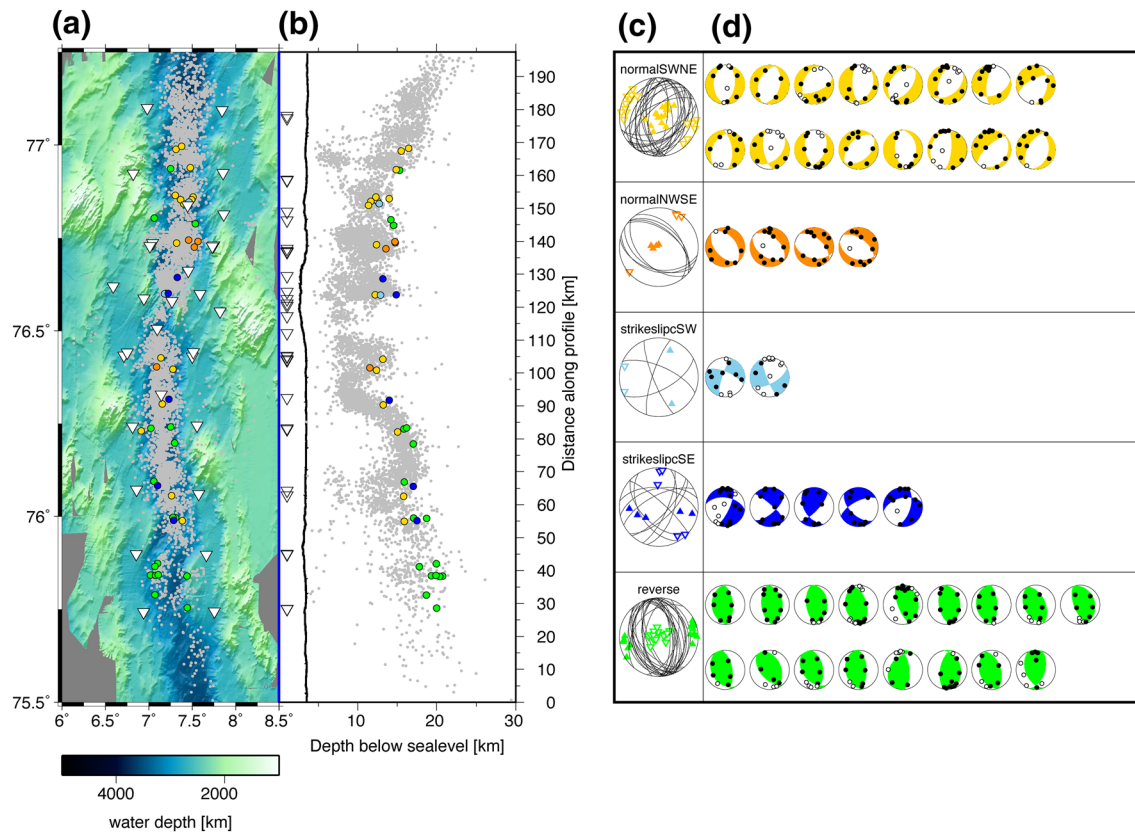 (a)
(b)
(c)
(d)
77˚
76.5˚
76˚
75.5˚
6˚ 6.5˚ 7˚ 7.5˚ 8˚ 8.5˚
4000 2000
water depth [km]
0
10
20
30
40
50
60
70
80
90
100
110
120
130
140
150
160
170
180
190
Distance along profile [km]
10 20 30
Depth below sealevel [km]
normalSWNE
normalNWSE
strikeslipcSW
strikeslipcSE
reverse